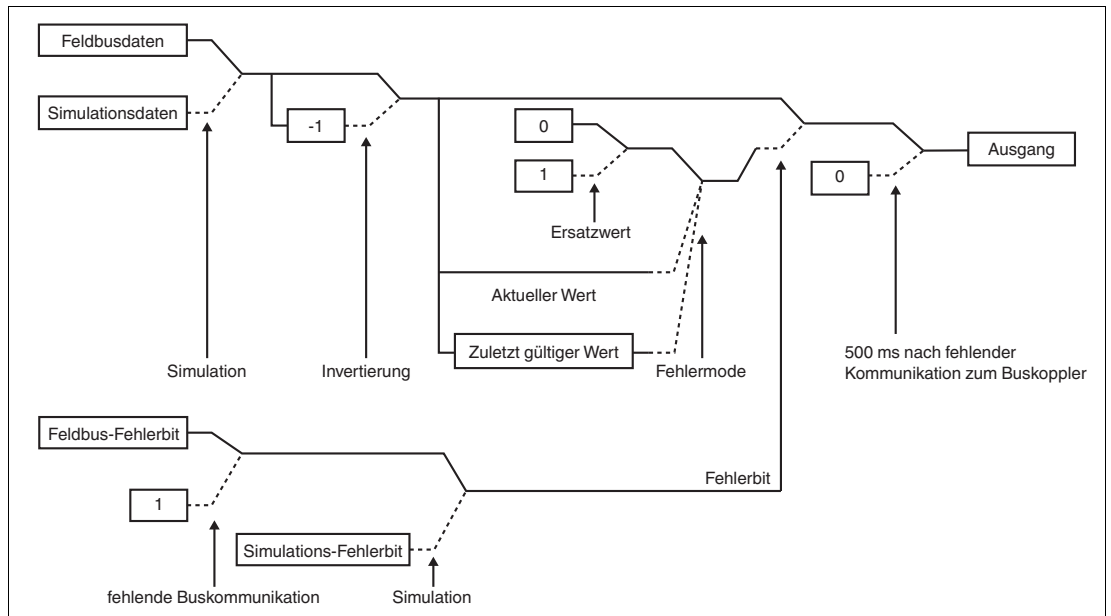 Feldbusdaten
Simulationsdaten
-1
0
1
0
Ausgang
Ersatzwert
Aktueller Wert
Zuletzt gültiger Wert
Simulation
Invertierung
Fehlermode
500 ms nach fehlender
Kommunikation zum Buskoppler
Feldbus-Fehlerbit
1
Fehlerbit
Simulations-Fehlerbit
fehlende Buskommunikation
Simulation